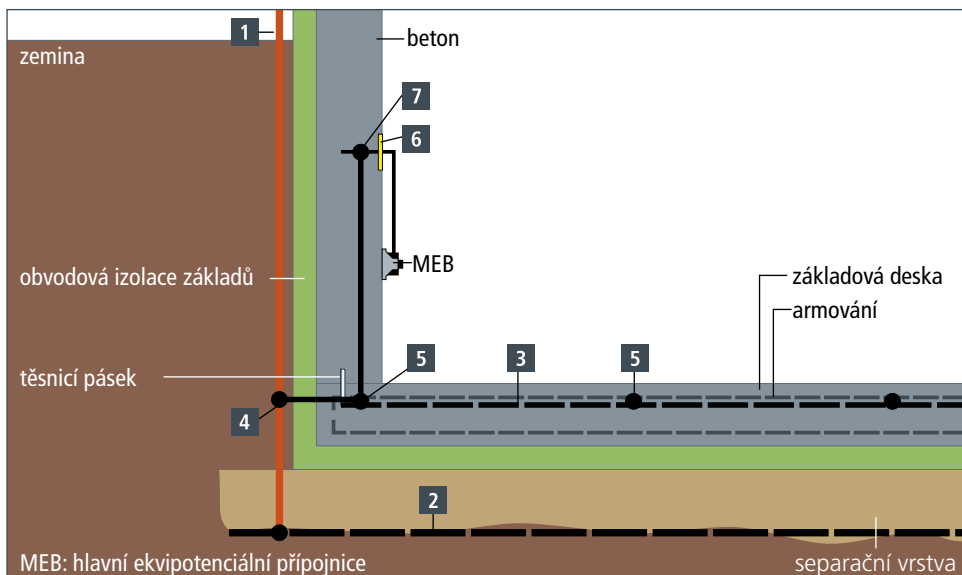 1
beton
zemina
7
6
MEB
obvodová izolace základů
základová deska
armování
těsnicí pásek
5
3
5
4
2
MEB: hlavní ekvipotenciální přípojnice
separační vrstva